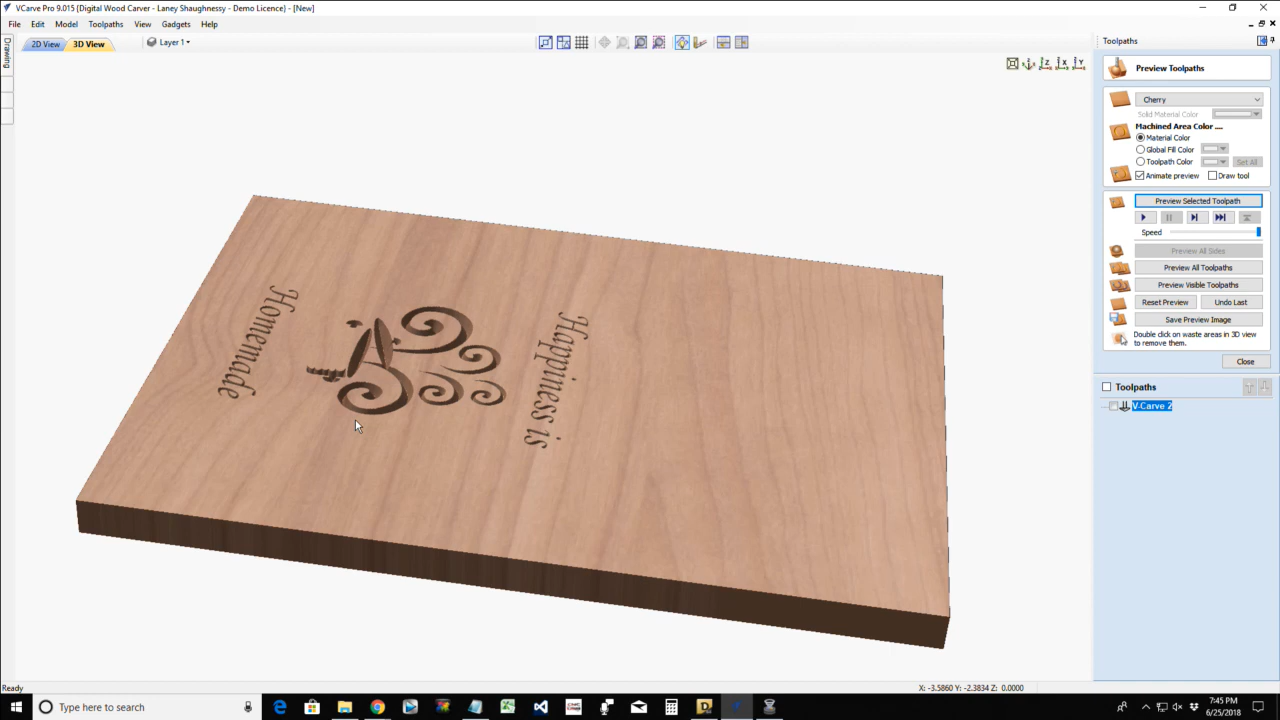 VCarve Pro 9.015 {Digital Wood Carver - Laney Shaughnessy - Demo Licence} - [New]
File Edit Model Toolpaths View Gadgets Help
2D View 3D View Layer 1
Drawing
Z X Y
Homemade
Happiness is
Toolpaths
Preview Toolpaths
Cherry
Solid Material Color
Machined Area Color ....
Material Color
Global Fill Color
Toolpath Color Set All
Animate preview Draw tool
Preview Selected Toolpath
Speed
Preview All Sides
Preview All Toolpaths
Preview Visible Toolpaths
Reset Preview Undo Last
Save Preview Image
Double click on waste areas in 3D view
to remove them.
Close
Toolpaths
V-Carve 2
Ready
X: -3.5860 Y: -2.3834 Z: 0.0000
Type here to search
7:45 PM
6/25/2018